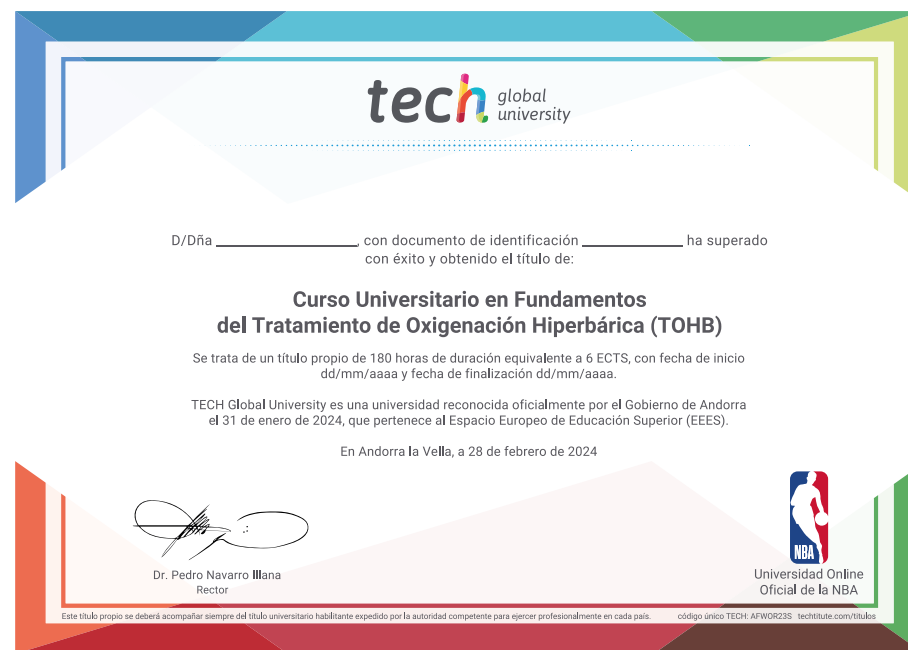 tech global university
D/Dña ________________, con documento de identificación ____________ ha superado
con éxito y obtenido el título de:
Curso Universitario en Fundamentos
del Tratamiento de Oxigenación Hiperbárica (TOHB)
Se trata de un título propio de 180 horas de duración equivalente a 6 ECTS, con fecha de inicio
dd/mm/aaaa y fecha de finalización dd/mm/aaaa.
TECH Global University es una universidad reconocida oficialmente por el Gobierno de Andorra
el 31 de enero de 2024, que pertenece al Espacio Europeo de Educación Superior (EEES).
En Andorra la Vella, a 28 de febrero de 2024
NBA
Dr. Pedro Navarro Illana
Rector
Universidad Online
Oficial de la NBA
Este título propio se deberá acompañar siempre del título universitario habilitante expedido por la autoridad competente para ejercer profesionalmente en cada país.
código único TECH: AFWOR23S techtitute.com/titulos